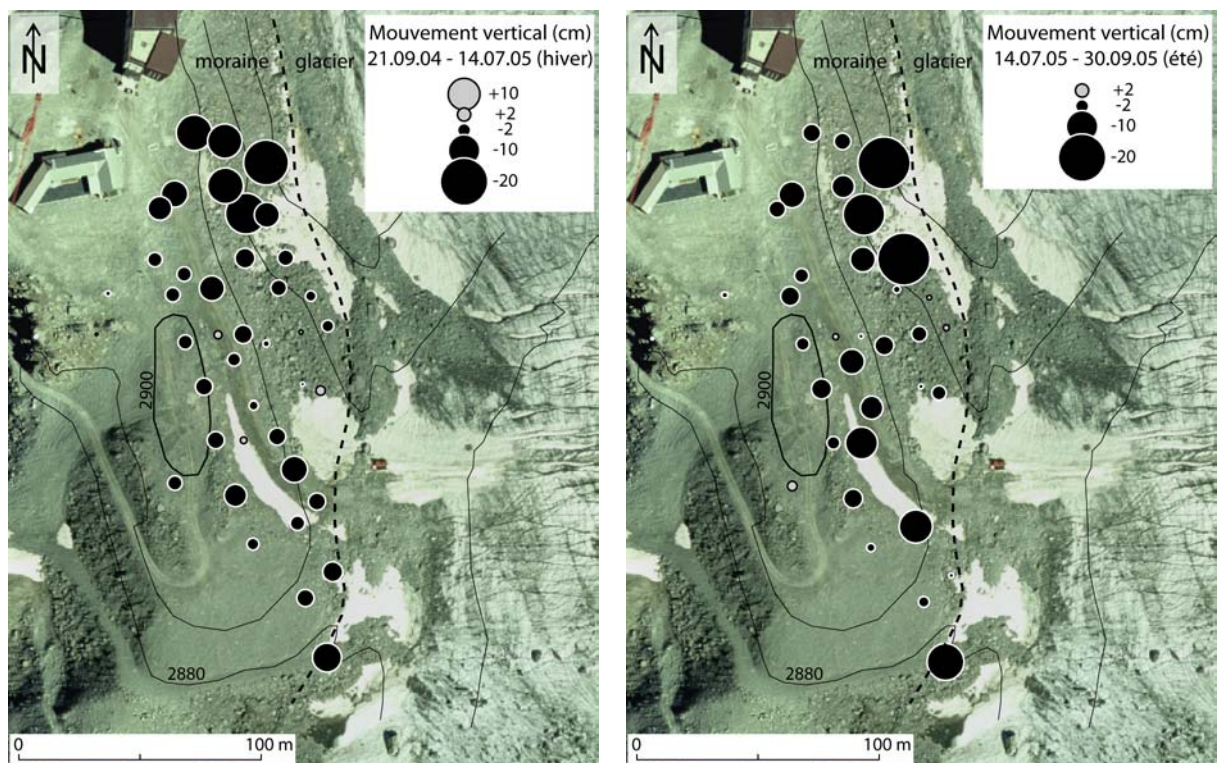 N
Mouvement vertical (cm)
21.09.04 - 14.07.05 (hiver)
+10
+2
-2
-10
-20
moraine glacier
2900
2880
0 100 m
N
Mouvement vertical (cm)
14.07.05 - 30.09.05 (été)
+2
-2
-10
-20
moraine glacier
2900
2880
0 100 m